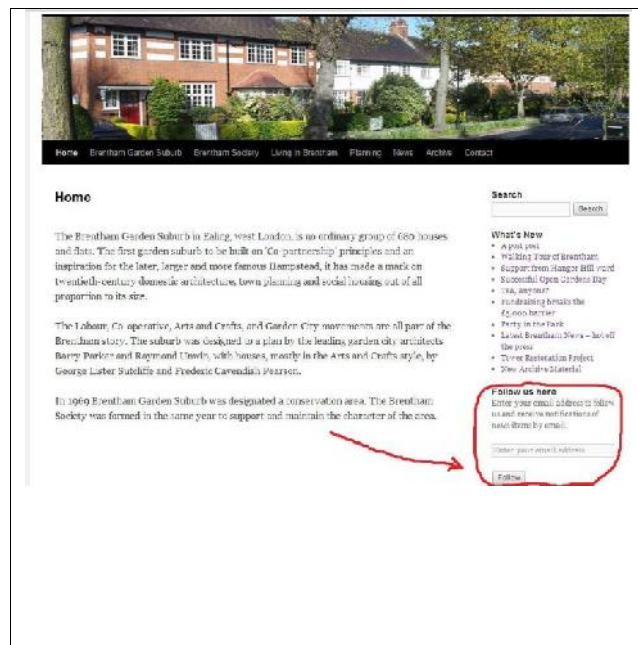 Home Brentham Garden Suburb Brentham Society Living in Brentham Planning News Archive Contact
Home
The Brentham Garden Suburb in Ealing, west London, is no ordinary group of 680 houses
and flats. The first garden suburb to be built on 'Co-partnership' principles and an
inspiration for the later, larger and more famous Hampstead, it has made a mark on
twentieth-century domestic architecture, town planning and social housing out of all
proportion to its size.
The Labour, Co-operative, Arts and Crafts, and Garden City movements are all part of the
Brentham story. The suburb was designed to a plan by the leading garden city architects
Barry Parker and Raymond Unwin, with houses, mostly in the Arts and Crafts style, by
George Lister Sutcliffe and Frederic Cavendish Pearson.
In 1969 Brentham Garden Suburb was designated a conservation area. The Brentham
Society was formed in the same year to support and maintain the character of the area.
Search
Search
What's New
A post post
Walking Tour of Brentham
Support from Hanger Hill ward
Successful Open Gardens Day
Tea, anyone?
Fundraising breaks the
£5,000 barrier
Party in the Park
Latest Brentham News – hot off
the press
Tower Restoration Project
New Archive Material
Follow us here
Enter your email address to follow
us and receive notifications of
news items by email.
Enter your email address
Follow